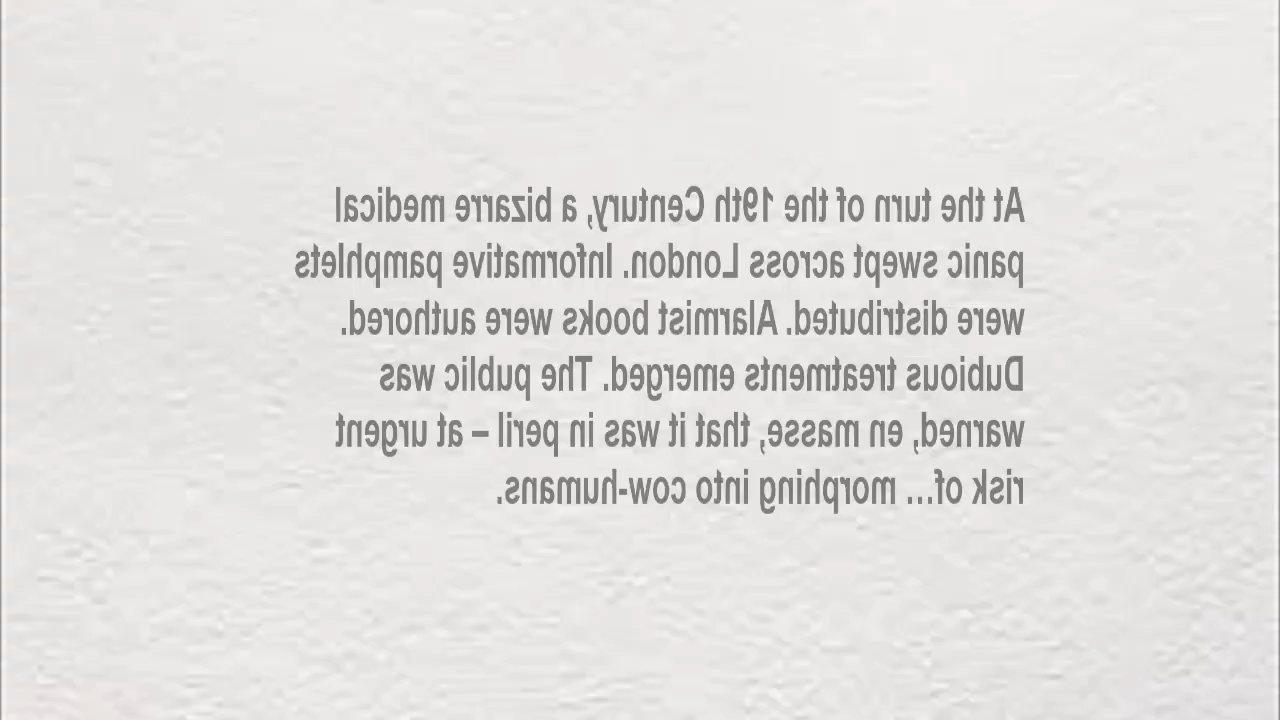 At the turn of the 19th Century, a bizarre medical
panic swept across London. Informative pamphlets
were distributed. Alarmist books were authored.
Dubious treatments emerged. The public was
warned, en masse, that it was in peril – at urgent
risk of... morphing into cow-humans.